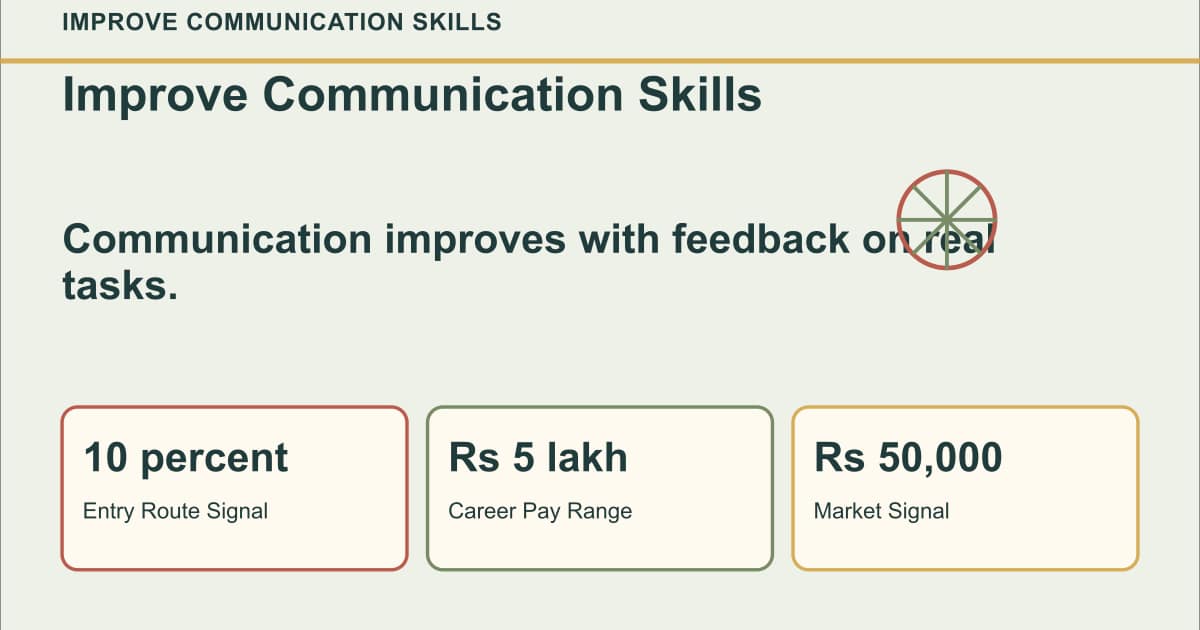 IMPROVE COMMUNICATION SKILLS
Improve Communication Skills
Communication improves with feedback on real
tasks.
10 percent
Entry Route Signal
Rs 5 lakh
Career Pay Range
Rs 50,000
Market Signal